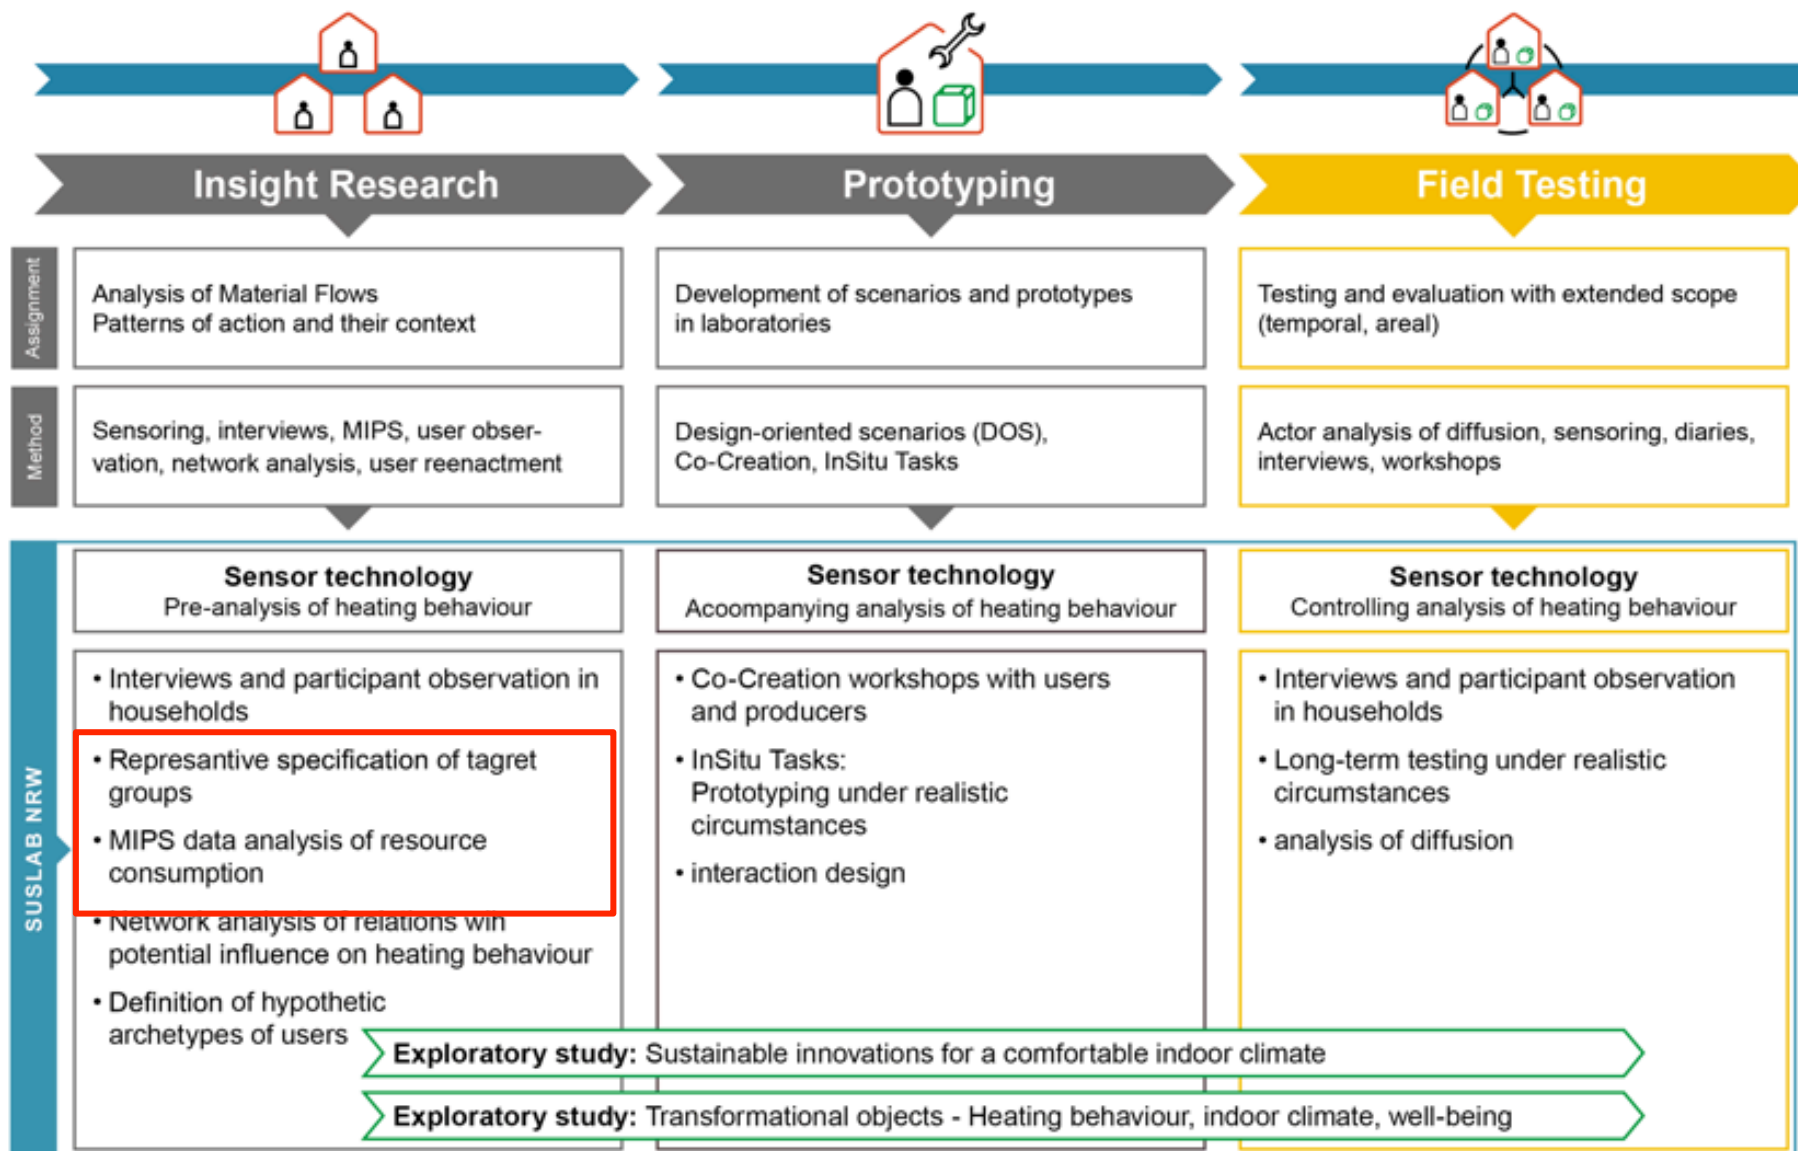 Insight Research
Prototyping
Field Testing
Assignment
Analysis of Material Flows
Patterns of action and their context
Development of scenarios and prototypes
in laboratories
Testing and evaluation with extended scope
(temporal, areal)
Method
Sensoring, interviews, MIPS, user obser-
vation, network analysis, user reenactment
Design-oriented scenarios (DOS),
Co-Creation, InSitu Tasks
Actor analysis of diffusion, sensoring, diaries,
interviews, workshops
SUSLAB NRW
Sensor technology
Pre-analysis of heating behaviour
• Interviews and participant observation in
households
• Represantive specification of tagret
groups
• MIPS data analysis of resource
consumption
• Network analysis of relations wih
potential influence on heating behaviour
• Definition of hypothetic
archetypes of users
Sensor technology
Acoompanying analysis of heating behaviour
• Co-Creation workshops with users
and producers
• InSitu Tasks:
Prototyping under realistic
circumstances
• interaction design
Sensor technology
Controlling analysis of heating behaviour
• Interviews and participant observation
in households
• Long-term testing under realistic
circumstances
• analysis of diffusion
Exploratory study: Sustainable innovations for a comfortable indoor climate
Exploratory study: Transformational objects - Heating behaviour, indoor climate, well-being